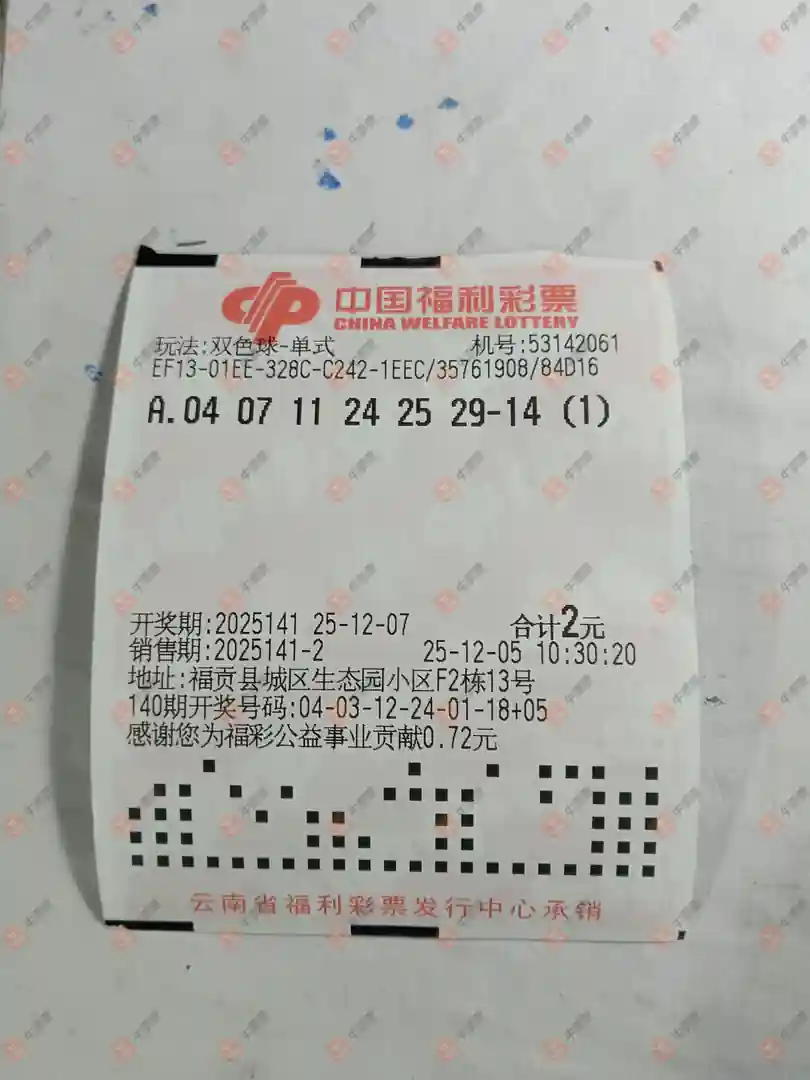 中国福利彩票
CHINA WELFARE LOTTERY
玩法:双色球-单式 机号:53142061
EF13-01EE-328C-C242-1EEC/35761908/84D16
A.04 07 11 24 25 29-14 (1)
开奖期:2025141 25-12-07 合计2元
销售期:2025141-2 25-12-05 10:30:20
地址:福贡县城区生态园小区F2栋13号
140期开奖号码:04-03-12-24-01-18+05
感谢您为福彩公益事业贡献0.72元
云南省福利彩票发行中心承销